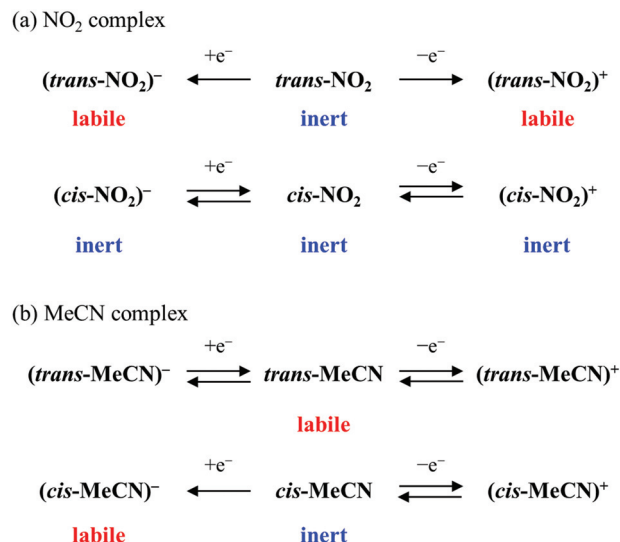 (a) NO₂ complex
+e⁻ −e⁻
(trans-NO₂)⁻ trans-NO₂ (trans-NO₂)⁺
labile inert labile
+e⁻ −e⁻
(cis-NO₂)⁻ cis-NO₂ (cis-NO₂)⁺
inert inert inert
(b) MeCN complex
+e⁻ −e⁻
(trans-MeCN)⁻ trans-MeCN (trans-MeCN)⁺
labile
+e⁻ −e⁻
(cis-MeCN)⁻ cis-MeCN (cis-MeCN)⁺
labile inert